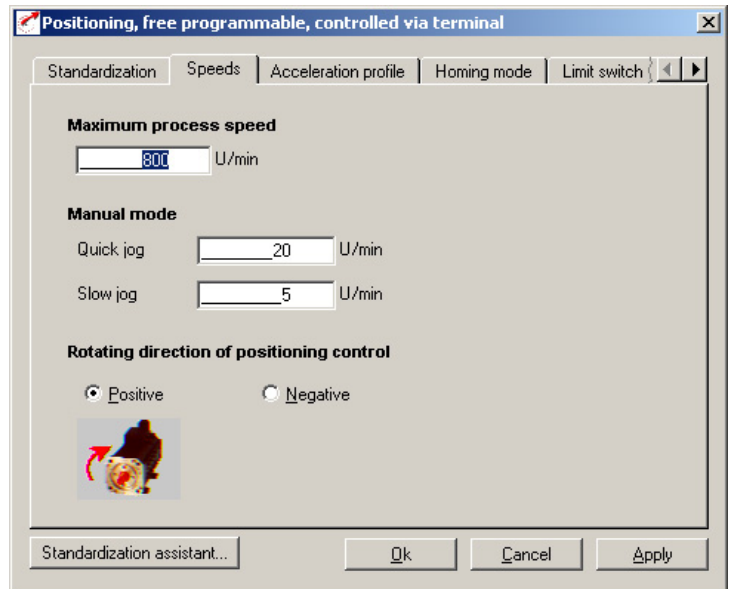 Positioning, free programmable, controlled via terminal
Standardization Speeds Acceleration profile Homing mode Limit switch
Maximum process speed
800 U/min
Manual mode
Quick jog 20 U/min
Slow jog 5 U/min
Rotating direction of positioning control
Positive Negative
Standardization assistant... Ok Cancel Apply